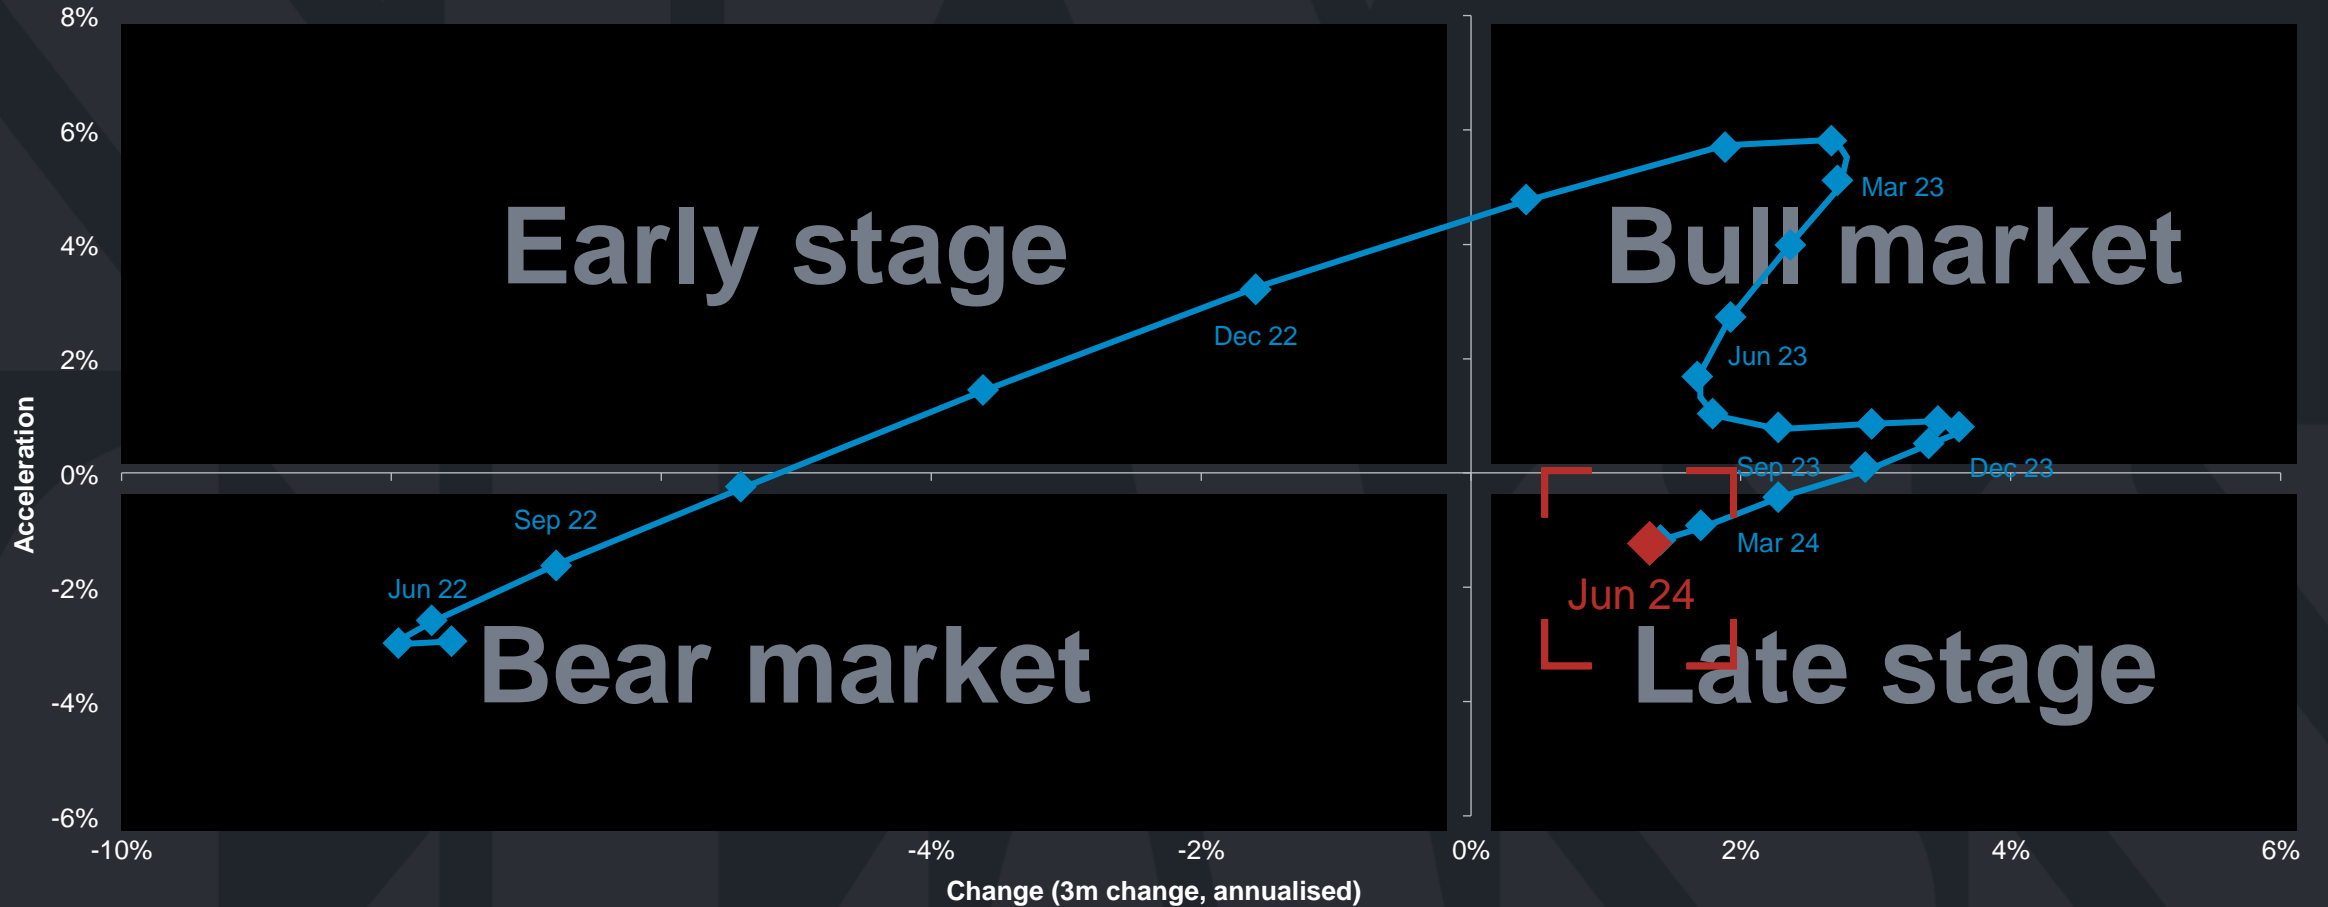 8%
6%
4%
2%
0%
-2%
-4%
-6%
Acceleration
Early stage
Bull market
Mar 23
Dec 22
Jun 23
Sep 23
Dec 23
Sep 22
Mar 24
Jun 22
Jun 24
Bear market
Late stage
-10%
-4%
-2%
0%
2%
4%
6%
Change (3m change, annualised)